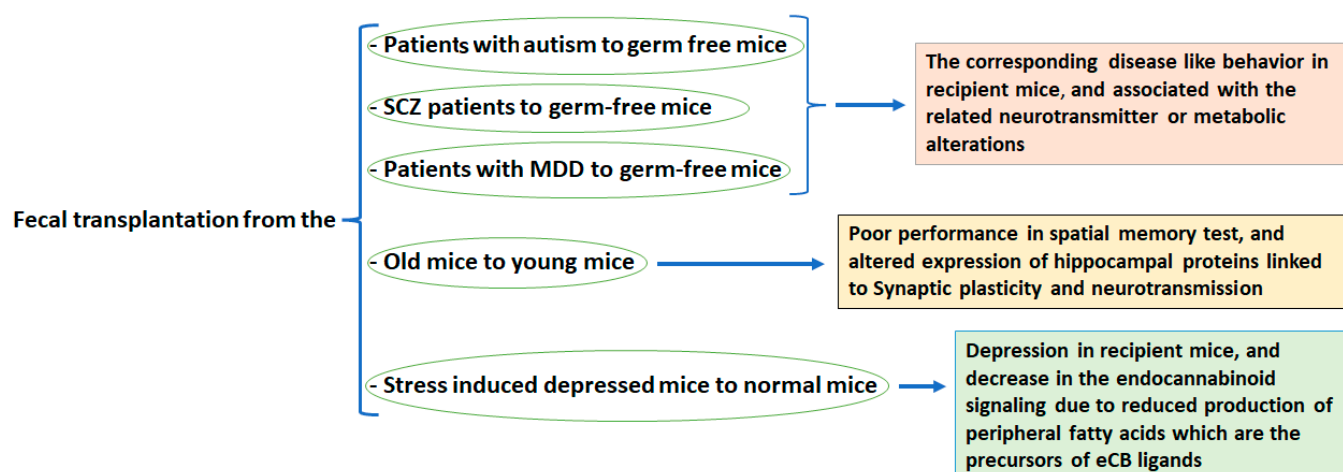 - Patients with autism to germ free mice
- SCZ patients to germ-free mice
- Patients with MDD to germ-free mice
The corresponding disease like behavior in
recipient mice, and associated with the
related neurotransmitter or metabolic
alterations
Fecal transplantation from the
- Old mice to young mice
Poor performance in spatial memory test, and
altered expression of hippocampal proteins linked
to Synaptic plasticity and neurotransmission
- Stress induced depressed mice to normal mice
Depression in recipient mice, and
decrease in the endocannabinoid
signaling due to reduced production of
peripheral fatty acids which are the
precursors of eCB ligands